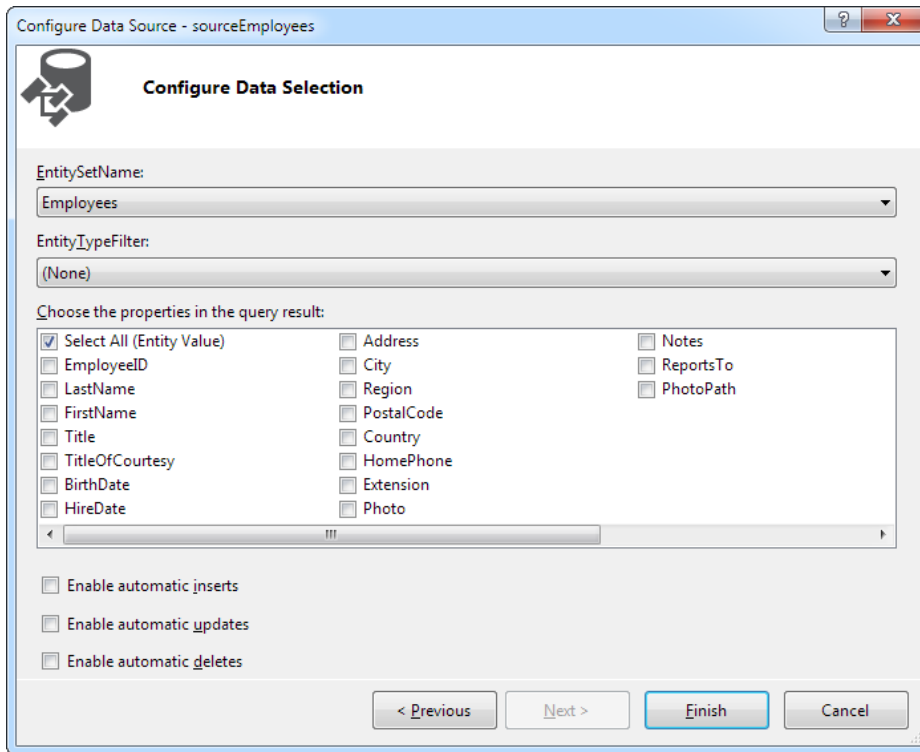 Configure Data Source - sourceEmployees
Configure Data Selection
EntitySetName:
Employees
EntityTypeFilter:
(None)
Choose the properties in the query result:
Select All (Entity Value)
EmployeeID
LastName
FirstName
Title
TitleOfCourtesy
BirthDate
HireDate
Address
City
Region
PostalCode
Country
HomePhone
Extension
Photo
Notes
ReportsTo
PhotoPath
Enable automatic inserts
Enable automatic updates
Enable automatic deletes
< Previous
Next >
Finish
Cancel